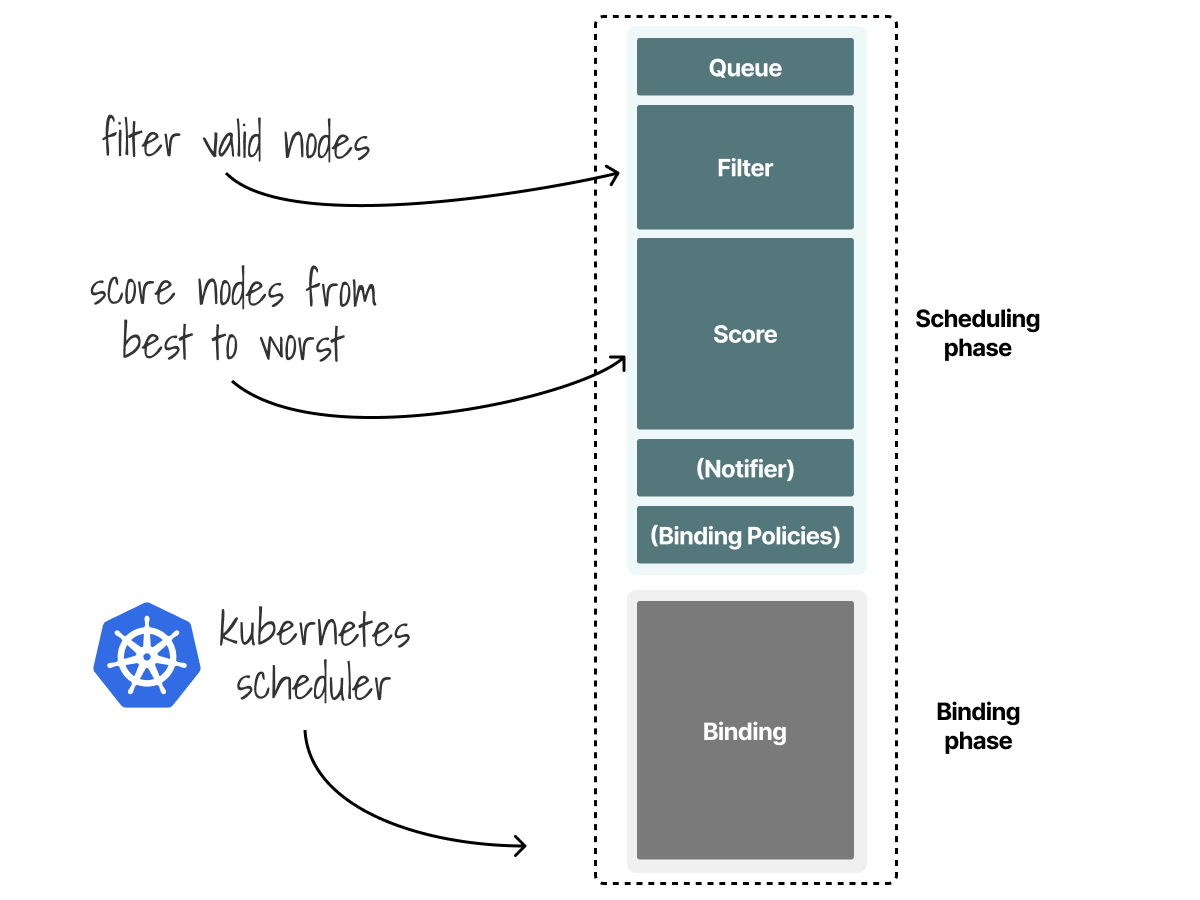 Queue
filter valid nodes
Filter
score nodes from
best to worst
Score
Scheduling
phase
(Notifier)
(Binding Policies)
kubernetes
scheduler
Binding
Binding
phase